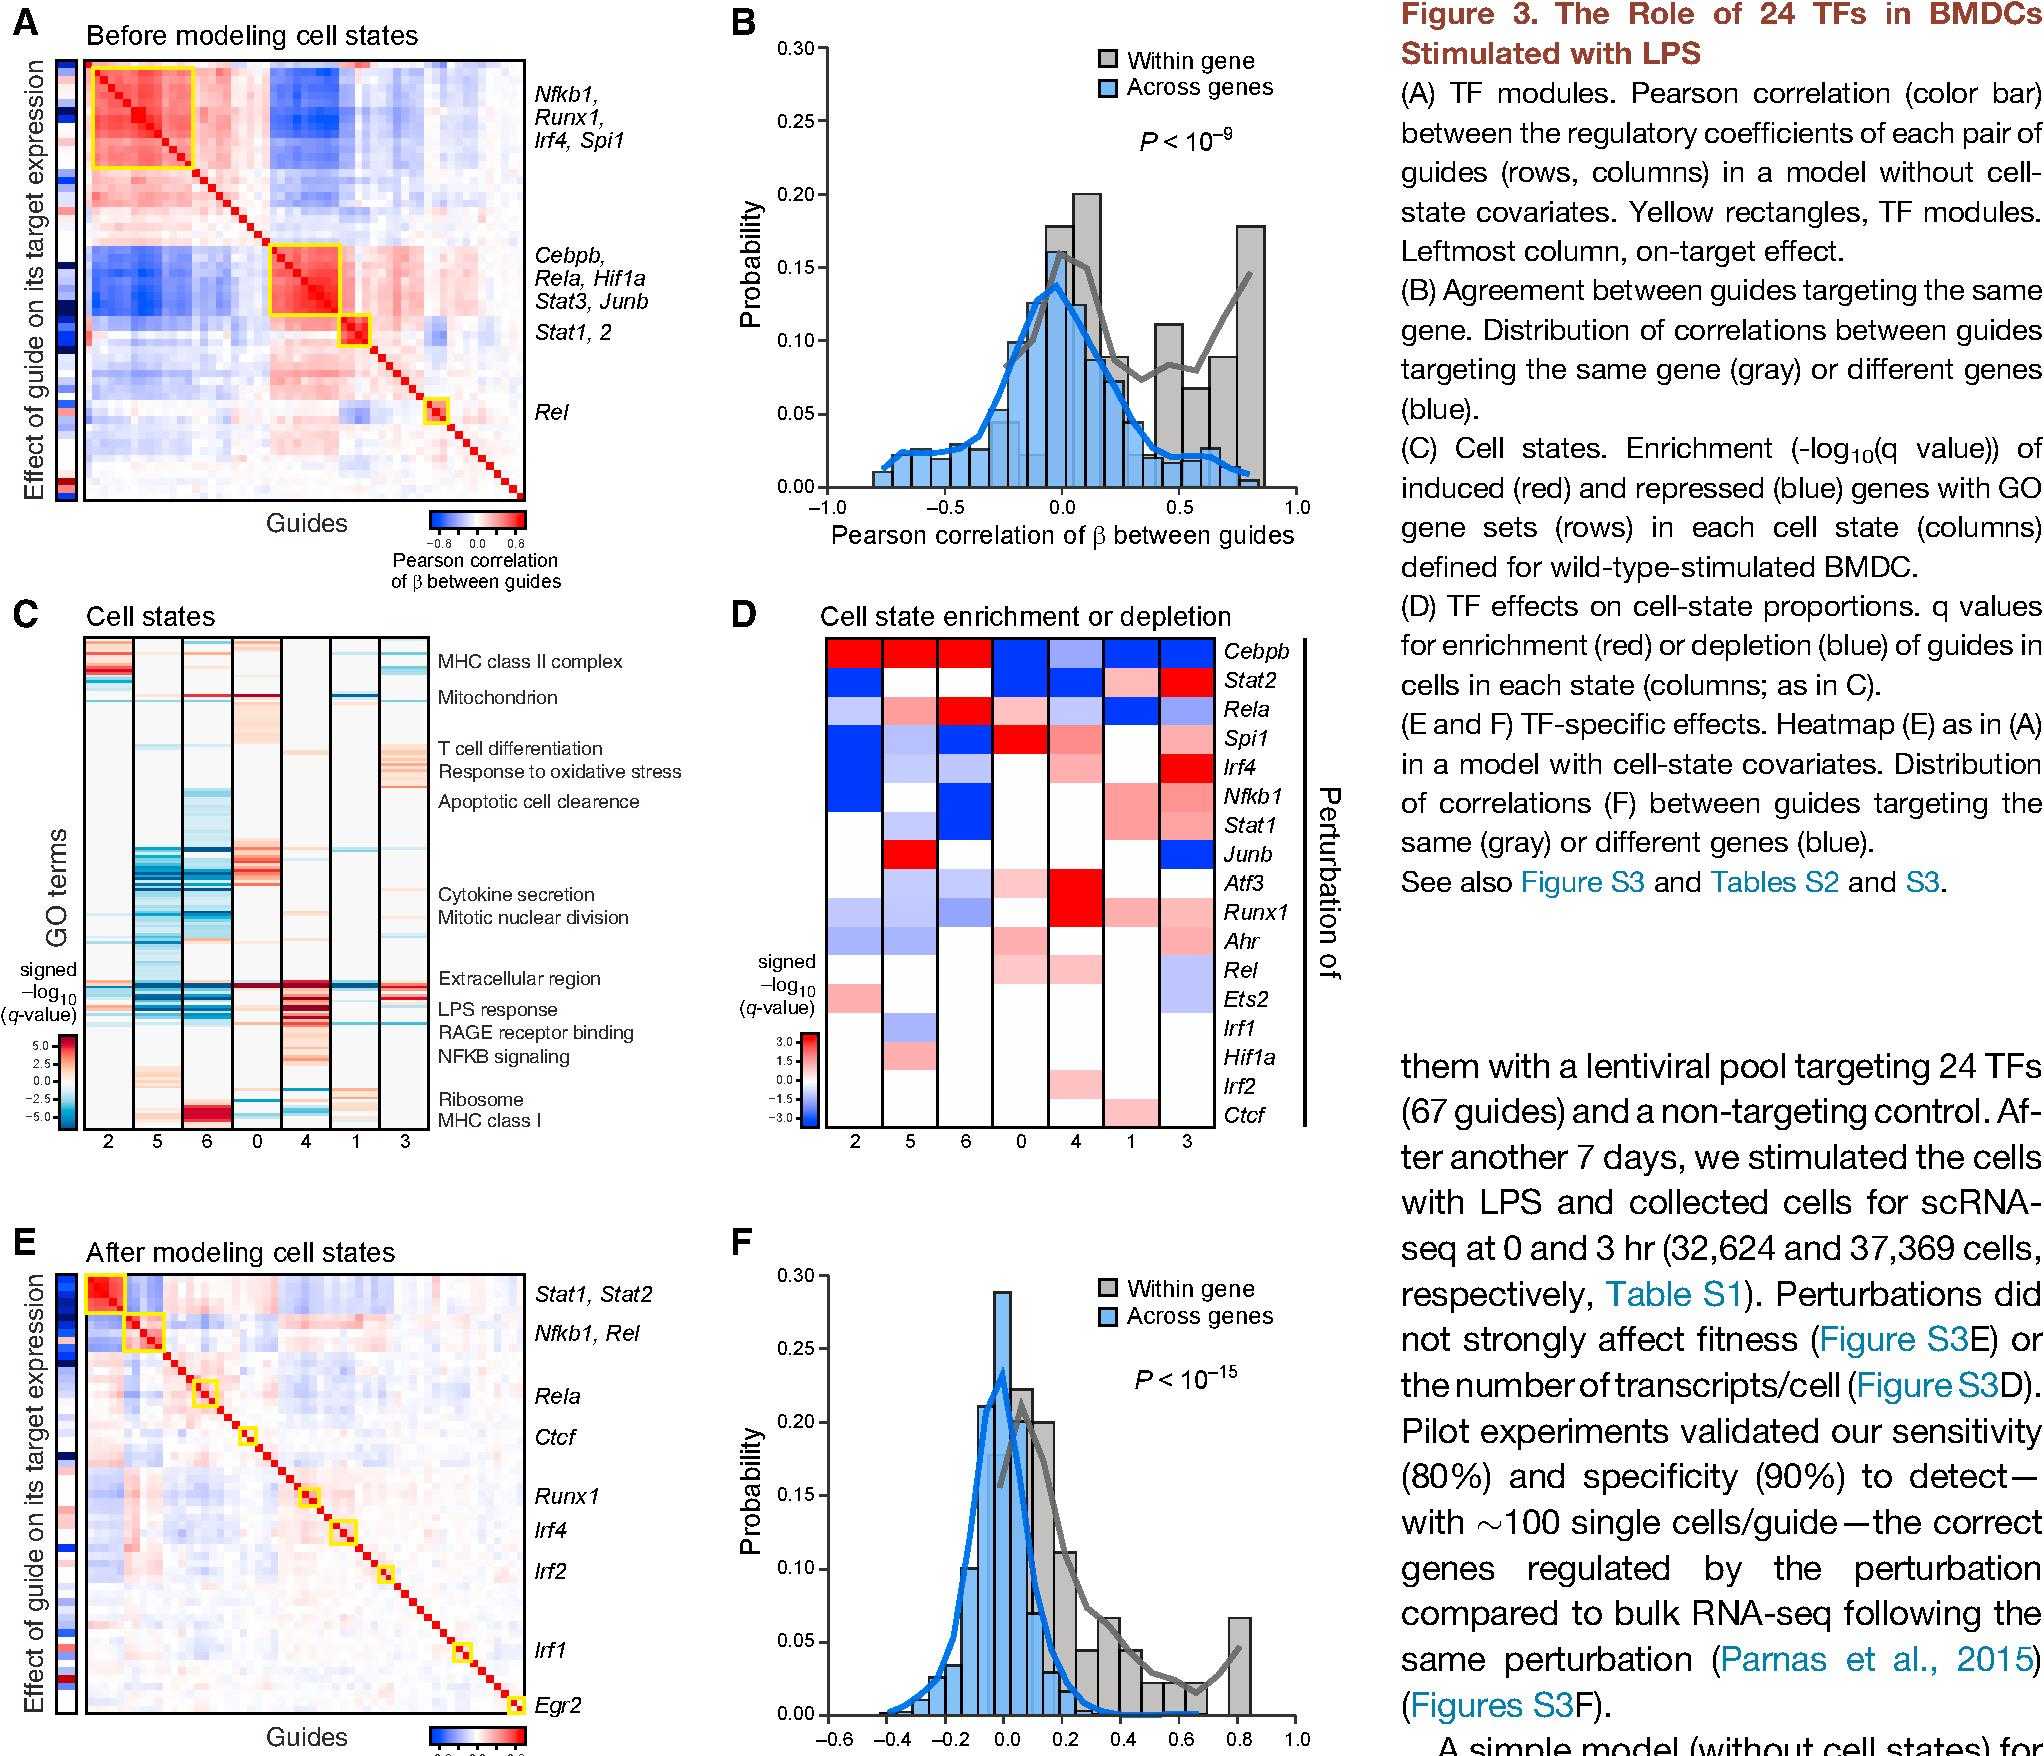 A
Before modeling cell states
Effect of guide on its target expression
Nfkb1,
Runx1,
Irf4, Spi1
Cebpb,
Rela, Hif1a
Stat3, Junb
Stat1, 2
Rel
Guides
−0.8 0.0 0.8
Pearson correlation
of β between guides
B
0.30
0.25
0.20
0.15
0.10
0.05
0.00
Probability
Within gene
Across genes
P < 10−9
−1.0 −0.5 0.0 0.5 1.0
Pearson correlation of β between guides
C
Cell states
GO terms
MHC class II complex
Mitochondrion
T cell differentiation
Response to oxidative stress
Apoptotic cell clearence
Cytokine secretion
Mitotic nuclear division
Extracellular region
LPS response
RAGE receptor binding
NFKB signaling
Ribosome
MHC class I
signed
−log10
(q-value)
5.0
2.5
0.0
−2.5
−5.0
2 5 6 0 4 1 3
D
Cell state enrichment or depletion
Cebpb
Stat2
Rela
Spi1
Irf4
Nfkb1
Stat1
Junb
Atf3
Runx1
Ahr
Rel
Ets2
Irf1
Hif1a
Irf2
Ctcf
Perturbation of
signed
−log10
(q-value)
3.0
1.5
0.0
−1.5
−3.0
2 5 6 0 4 1 3
E
After modeling cell states
Effect of guide on its target expression
Stat1, Stat2
Nfkb1, Rel
Rela
Ctcf
Runx1
Irf4
Irf2
Irf1
Egr2
Guides
F
0.30
0.25
0.20
0.15
0.10
0.05
0.00
Probability
Within gene
Across genes
P < 10−15
−0.6 −0.4 −0.2 0.0 0.2 0.4 0.6 0.8 1.0
Figure 3. The Role of 24 TFs in BMDCs
Stimulated with LPS
(A) TF modules. Pearson correlation (color bar)
between the regulatory coefficients of each pair of
guides (rows, columns) in a model without cell-
state covariates. Yellow rectangles, TF modules.
Leftmost column, on-target effect.
(B) Agreement between guides targeting the same
gene. Distribution of correlations between guides
targeting the same gene (gray) or different genes
(blue).
(C) Cell states. Enrichment (-log10(q value)) of
induced (red) and repressed (blue) genes with GO
gene sets (rows) in each cell state (columns)
defined for wild-type-stimulated BMDC.
(D) TF effects on cell-state proportions. q values
for enrichment (red) or depletion (blue) of guides in
cells in each state (columns; as in C).
(E and F) TF-specific effects. Heatmap (E) as in (A)
in a model with cell-state covariates. Distribution
of correlations (F) between guides targeting the
same (gray) or different genes (blue).
See also Figure S3 and Tables S2 and S3.
them with a lentiviral pool targeting 24 TFs
(67 guides) and a non-targeting control. Af-
ter another 7 days, we stimulated the cells
with LPS and collected cells for scRNA-
seq at 0 and 3 hr (32,624 and 37,369 cells,
respectively, Table S1). Perturbations did
not strongly affect fitness (Figure S3E) or
the number of transcripts/cell (Figure S3D).
Pilot experiments validated our sensitivity
(80%) and specificity (90%) to detect—
with ∼100 single cells/guide—the correct
genes regulated by the perturbation
compared to bulk RNA-seq following the
same perturbation (Parnas et al., 2015)
(Figures S3F).
A simple model (without cell states) for